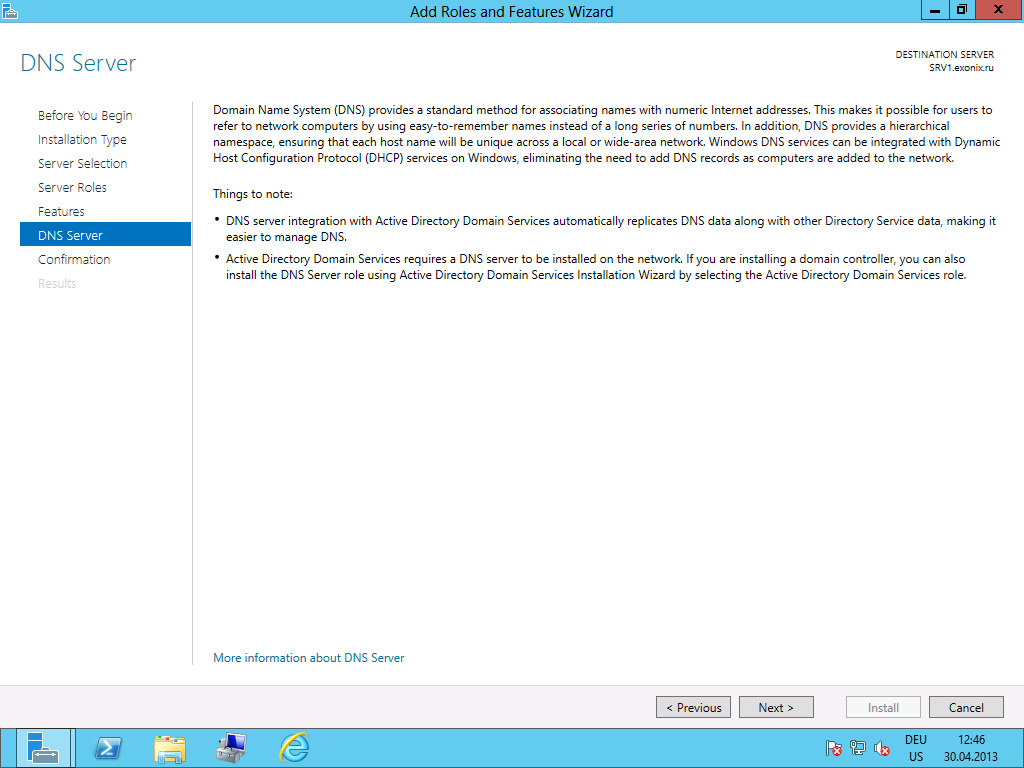 Add Roles and Features Wizard
DNS Server
DESTINATION SERVER
SRV1.exonix.ru
Before You Begin
Installation Type
Server Selection
Server Roles
Features
DNS Server
Confirmation
Results
Domain Name System (DNS) provides a standard method for associating names with numeric Internet addresses. This makes it possible for users to
refer to network computers by using easy-to-remember names instead of a long series of numbers. In addition, DNS provides a hierarchical
namespace, ensuring that each host name will be unique across a local or wide-area network. Windows DNS services can be integrated with Dynamic
Host Configuration Protocol (DHCP) services on Windows, eliminating the need to add DNS records as computers are added to the network.
Things to note:
• DNS server integration with Active Directory Domain Services automatically replicates DNS data along with other Directory Service data, making it
easier to manage DNS.
• Active Directory Domain Services requires a DNS server to be installed on the network. If you are installing a domain controller, you can also
install the DNS Server role using Active Directory Domain Services Installation Wizard by selecting the Active Directory Domain Services role.
More information about DNS Server
< Previous
Next >
Install
Cancel
DEU
US
12:46
30.04.2013